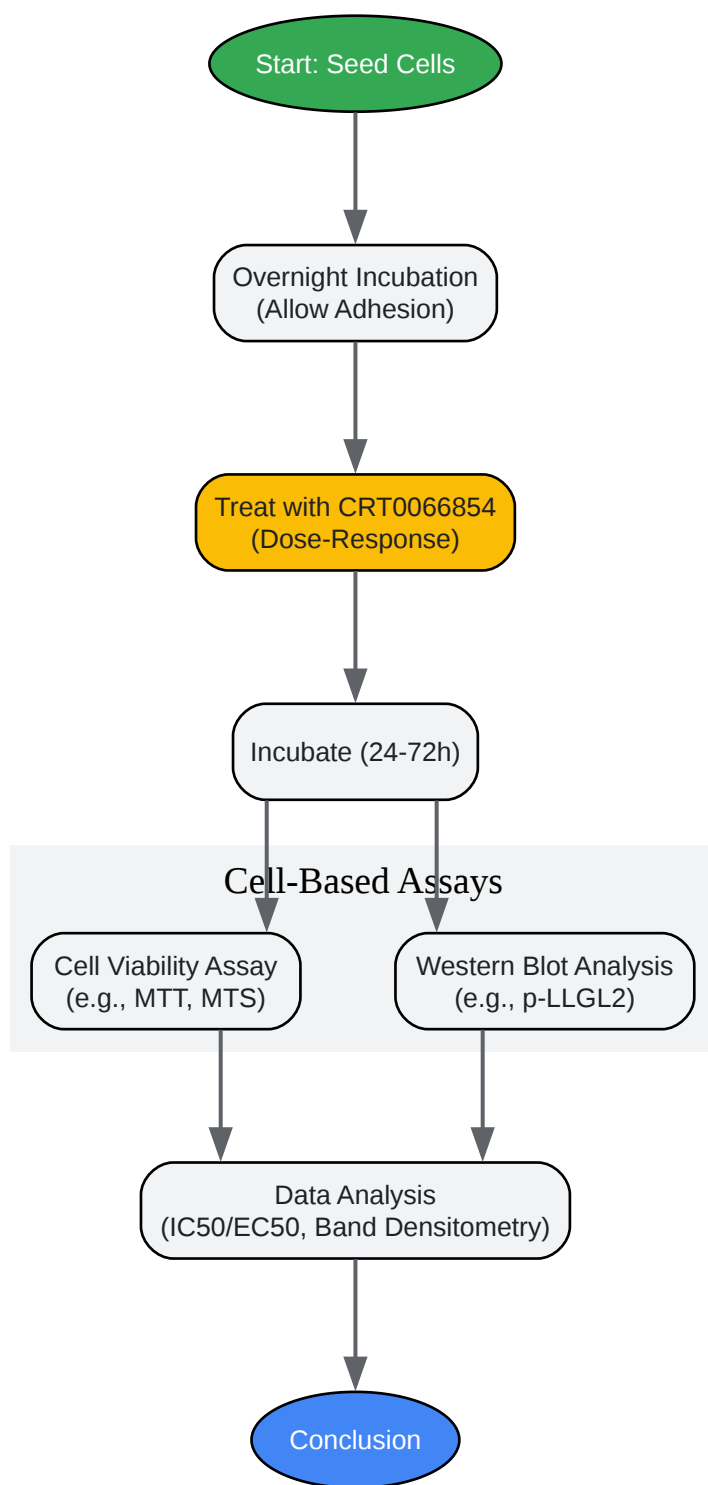 Start: Seed Cells
Overnight Incubation
(Allow Adhesion)
Treat with CRT0066854
(Dose-Response)
Incubate (24-72h)
Cell-Based Assays
Cell Viability Assay
(e.g., MTT, MTS)
Western Blot Analysis
(e.g., p-LLGL2)
Data Analysis
(IC50/EC50, Band Densitometry)
Conclusion